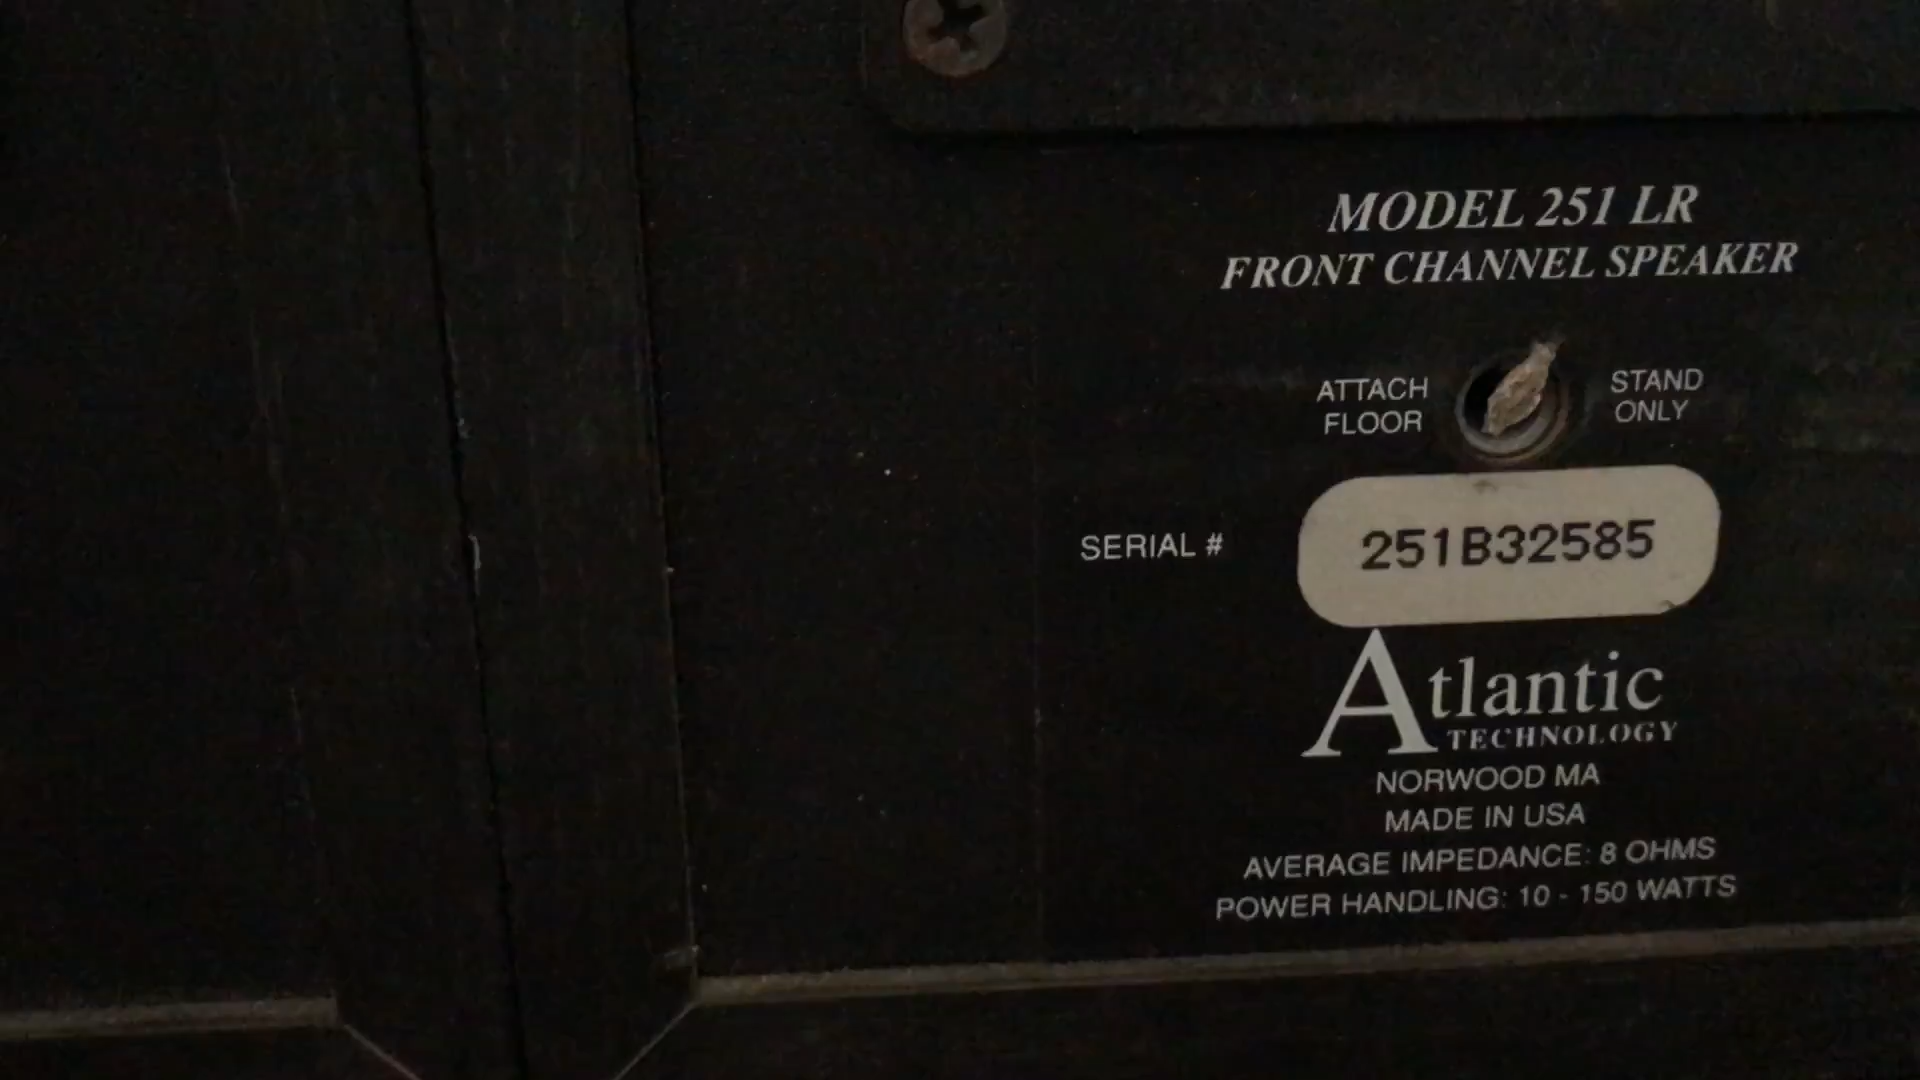 MODEL 251 LR
FRONT CHANNEL SPEAKER
ATTACH FLOOR
STAND ONLY
SERIAL # 251B32585
Atlantic
TECHNOLOGY
NORWOOD MA
MADE IN USA
AVERAGE IMPEDANCE: 8 OHMS
POWER HANDLING: 10 - 150 WATTS